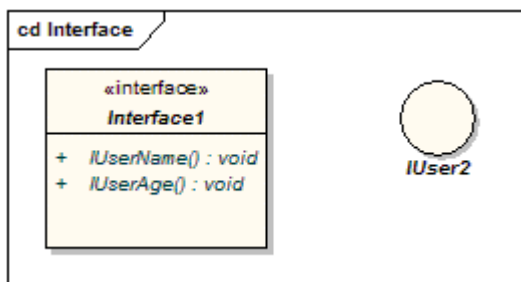 cd Interface
«interface»
Interface1
+ IUserName() : void
+ IUserAge() : void
IUser2